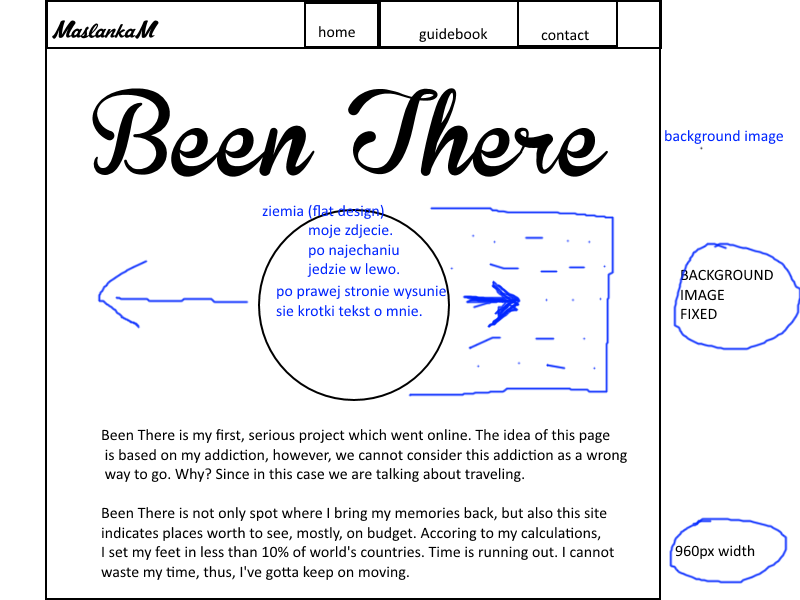 MaslankaM
home
guidebook
contact
Been There
background image
ziemia (flat design)
moje zdjecie.
po najechaniu
jedzie w lewo.
po prawej stronie wysunie
sie krotki tekst o mnie.
BACKGROUND
IMAGE
FIXED
Been There is my first, serious project which went online. The idea of this page
is based on my addiction, however, we cannot consider this addiction as a wrong
way to go. Why? Since in this case we are talking about traveling.
Been There is not only spot where I bring my memories back, but also this site
indicates places worth to see, mostly, on budget. Accoring to my calculations,
I set my feet in less than 10% of world's countries. Time is running out. I cannot
waste my time, thus, I've gotta keep on moving.
960px width